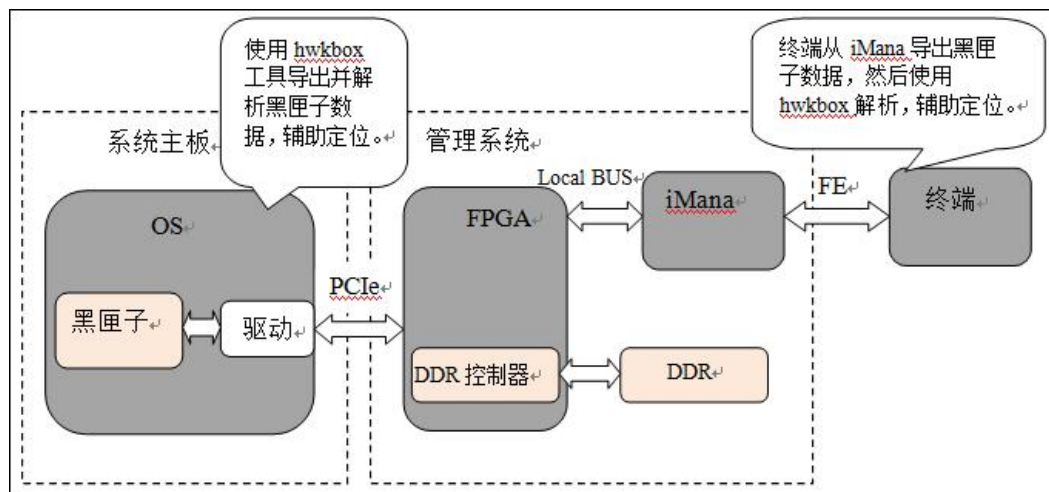 使用 hwkbox
工具导出并解
析黑匣子数
据，辅助定位。
终端从 iMana 导出黑匣
子数据，然后使用
hwkbox 解析，辅助定位。
系统主板
管理系统
Local BUS
FE
OS
FPGA
iMana
终端
PCIe
黑匣子
驱动
DDR 控制器
DDR